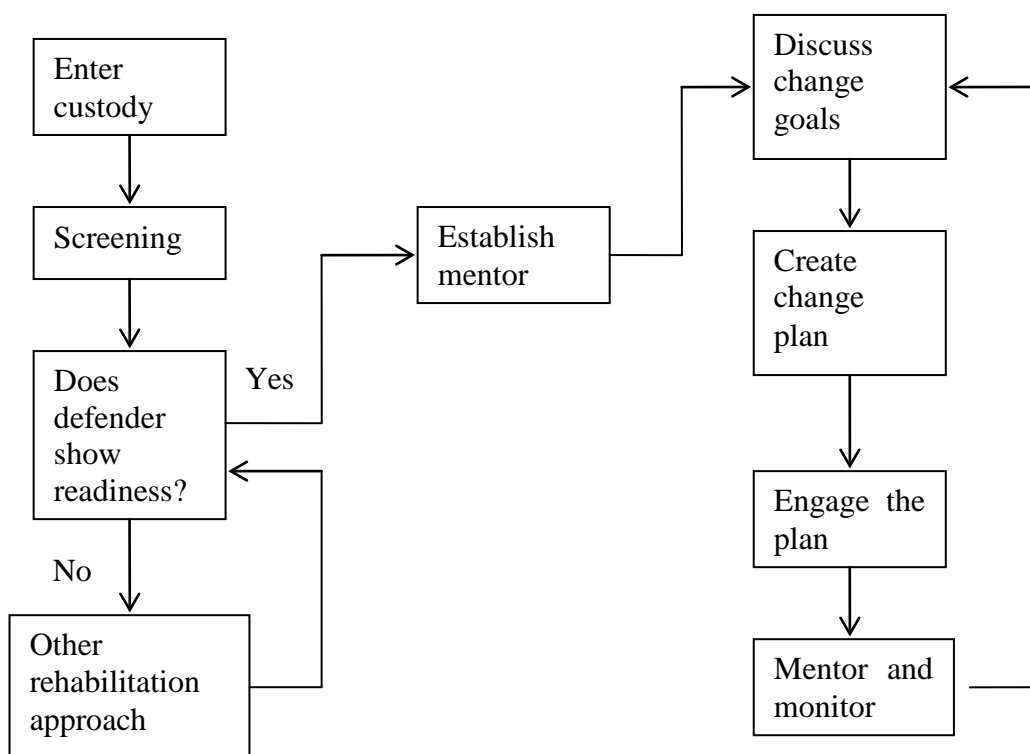 Enter
custody
Screening
Does
defender
show
readiness?
Yes
No
Other
rehabilitation
approach
Establish
mentor
Discuss
change
goals
Create
change
plan
Engage the
plan
Mentor and
monitor